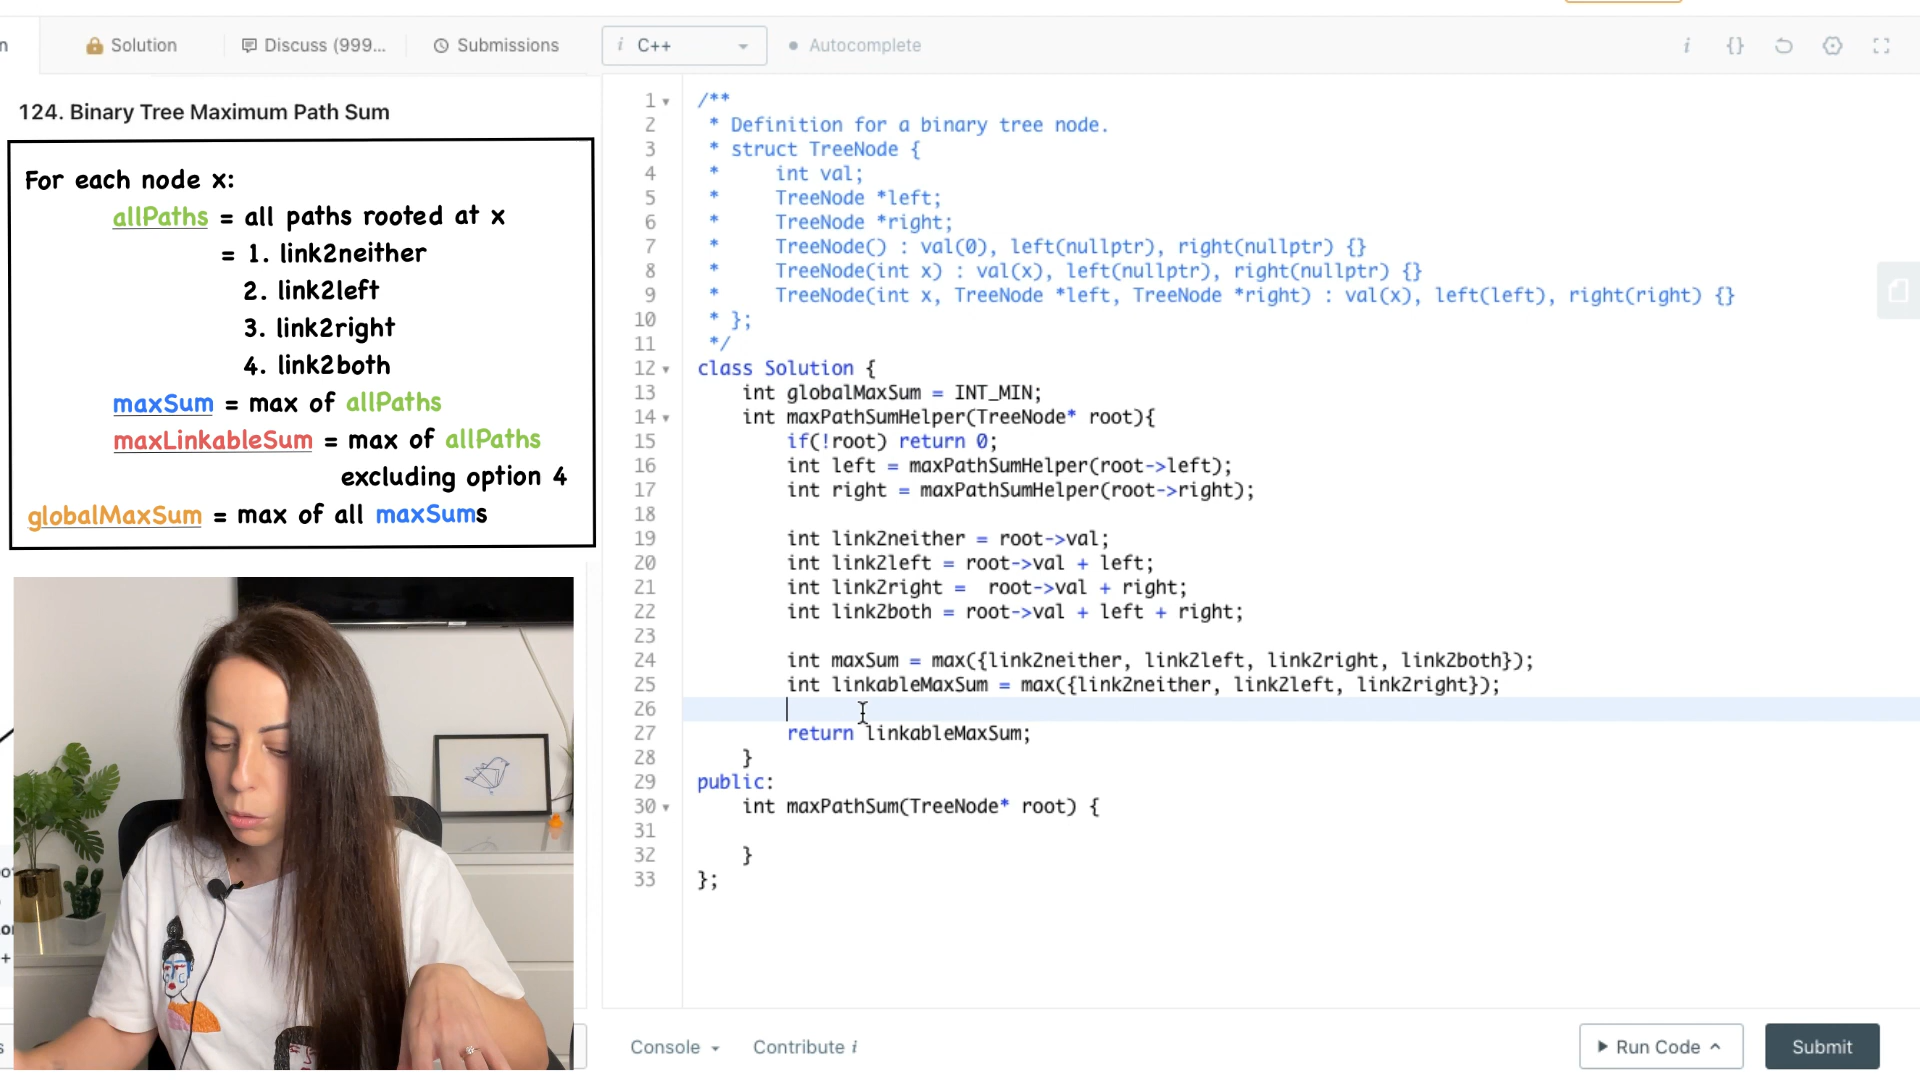 n
Solution
Discuss (999...
Submissions
i C++
Autocomplete
i {}
124. Binary Tree Maximum Path Sum
For each node x:
allPaths = all paths rooted at x
= 1. link2neither
2. link2left
3. link2right
4. link2both
maxSum = max of allPaths
maxLinkableSum = max of allPaths
excluding option 4
globalMaxSum = max of all maxSums
1 /**
2 * Definition for a binary tree node.
3 * struct TreeNode {
4 * int val;
5 * TreeNode *left;
6 * TreeNode *right;
7 * TreeNode() : val(0), left(nullptr), right(nullptr) {}
8 * TreeNode(int x) : val(x), left(nullptr), right(nullptr) {}
9 * TreeNode(int x, TreeNode *left, TreeNode *right) : val(x), left(left), right(right) {}
10 * };
11 */
12 class Solution {
13 int globalMaxSum = INT_MIN;
14 int maxPathSumHelper(TreeNode* root){
15 if(!root) return 0;
16 int left = maxPathSumHelper(root->left);
17 int right = maxPathSumHelper(root->right);
18
19 int link2neither = root->val;
20 int link2left = root->val + left;
21 int link2right =  root->val + right;
22 int link2both = root->val + left + right;
23
24 int maxSum = max({link2neither, link2left, link2right, link2both});
25 int linkableMaxSum = max({link2neither, link2left, link2right});
26
27 return linkableMaxSum;
28 }
29 public:
30 int maxPathSum(TreeNode* root) {
31
32 }
33 };
Console
Contribute i
Run Code
Submit